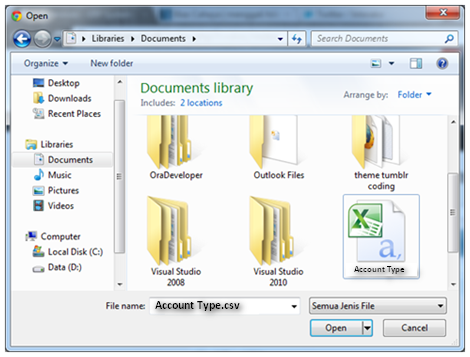 Open
Libraries
Documents
Search Documents
Organize
New folder
Desktop
Downloads
Recent Places
Libraries
Documents
Music
Pictures
Videos
Computer
Local Disk (C:)
Data (D:)
Documents library
Includes: 2 locations
Arrange by: Folder
OraDeveloper
Outlook Files
theme tumblr
coding
Visual Studio
2008
Visual Studio
2010
a,
Account Type
File name: Account Type.csv
Semua Jenis File
Open
Cancel